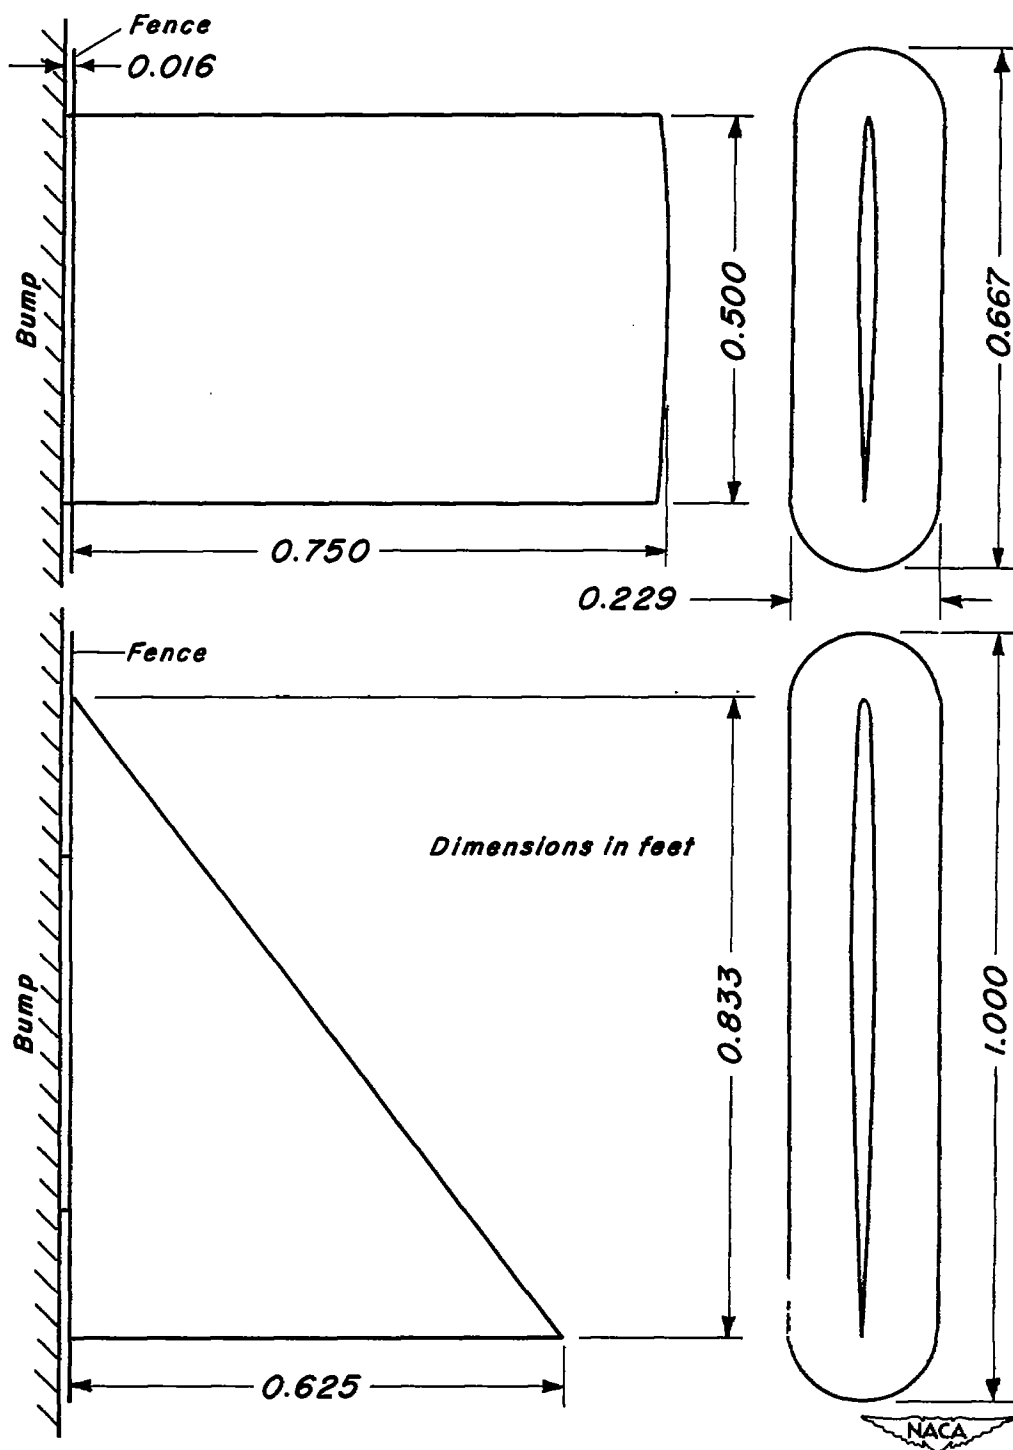 Fence
0.016
Bump
0.500
0.667
0.750
0.229
Fence
Dimensions in feet
Bump
0.833
1.000
0.625
NACA